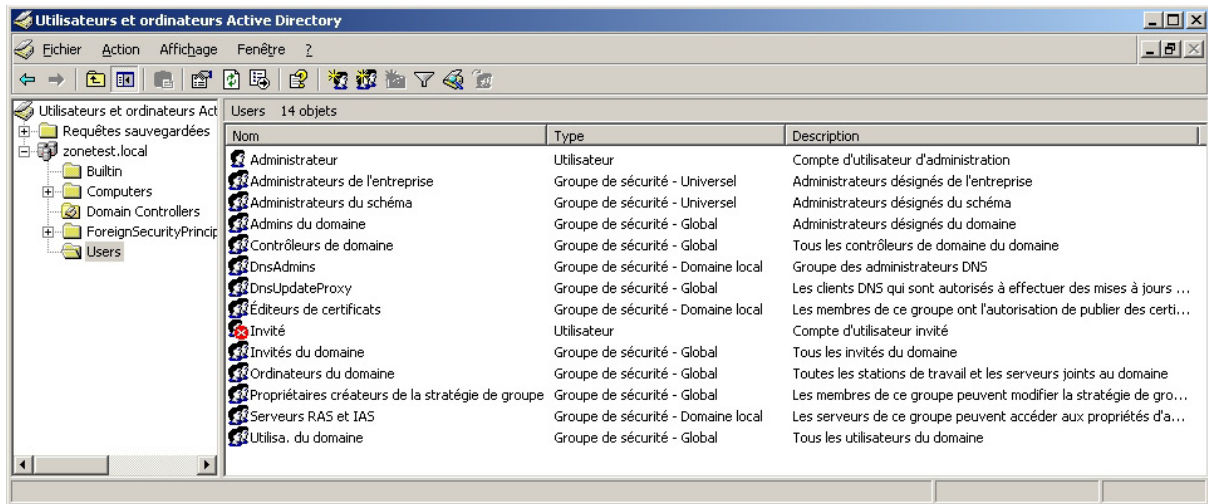 Utilisateurs et ordinateurs Active Directory
Fichier Action Affichage Fenêtre ?
Utilisateurs et ordinateurs Act
Users 14 objets
Requêtes sauvegardées
zonetest.local
Builtin
Computers
Domain Controllers
ForeignSecurityPrincip
Users
Nom Type Description
Administrateur Utilisateur Compte d'utilisateur d'administration
Administrateurs de l'entreprise Groupe de sécurité - Universel Administrateurs désignés de l'entreprise
Administrateurs du schéma Groupe de sécurité - Universel Administrateurs désignés du schéma
Admins du domaine Groupe de sécurité - Global Administrateurs désignés du domaine
Contrôleurs de domaine Groupe de sécurité - Global Tous les contrôleurs de domaine du domaine
DnsAdmins Groupe de sécurité - Domaine local Groupe des administrateurs DNS
DnsUpdateProxy Groupe de sécurité - Global Les clients DNS qui sont autorisés à effectuer des mises à jours ...
Éditeurs de certificats Groupe de sécurité - Domaine local Les membres de ce groupe ont l'autorisation de publier des certi...
Invité Utilisateur Compte d'utilisateur invité
Invités du domaine Groupe de sécurité - Global Tous les invités du domaine
Ordinateurs du domaine Groupe de sécurité - Global Toutes les stations de travail et les serveurs joints au domaine
Propriétaires créateurs de la stratégie de groupe Groupe de sécurité - Global Les membres de ce groupe peuvent modifier la stratégie de gro...
Serveurs RAS et IAS Groupe de sécurité - Domaine local Les serveurs de ce groupe peuvent accéder aux propriétés d'a...
Utilisa. du domaine Groupe de sécurité - Global Tous les utilisateurs du domaine